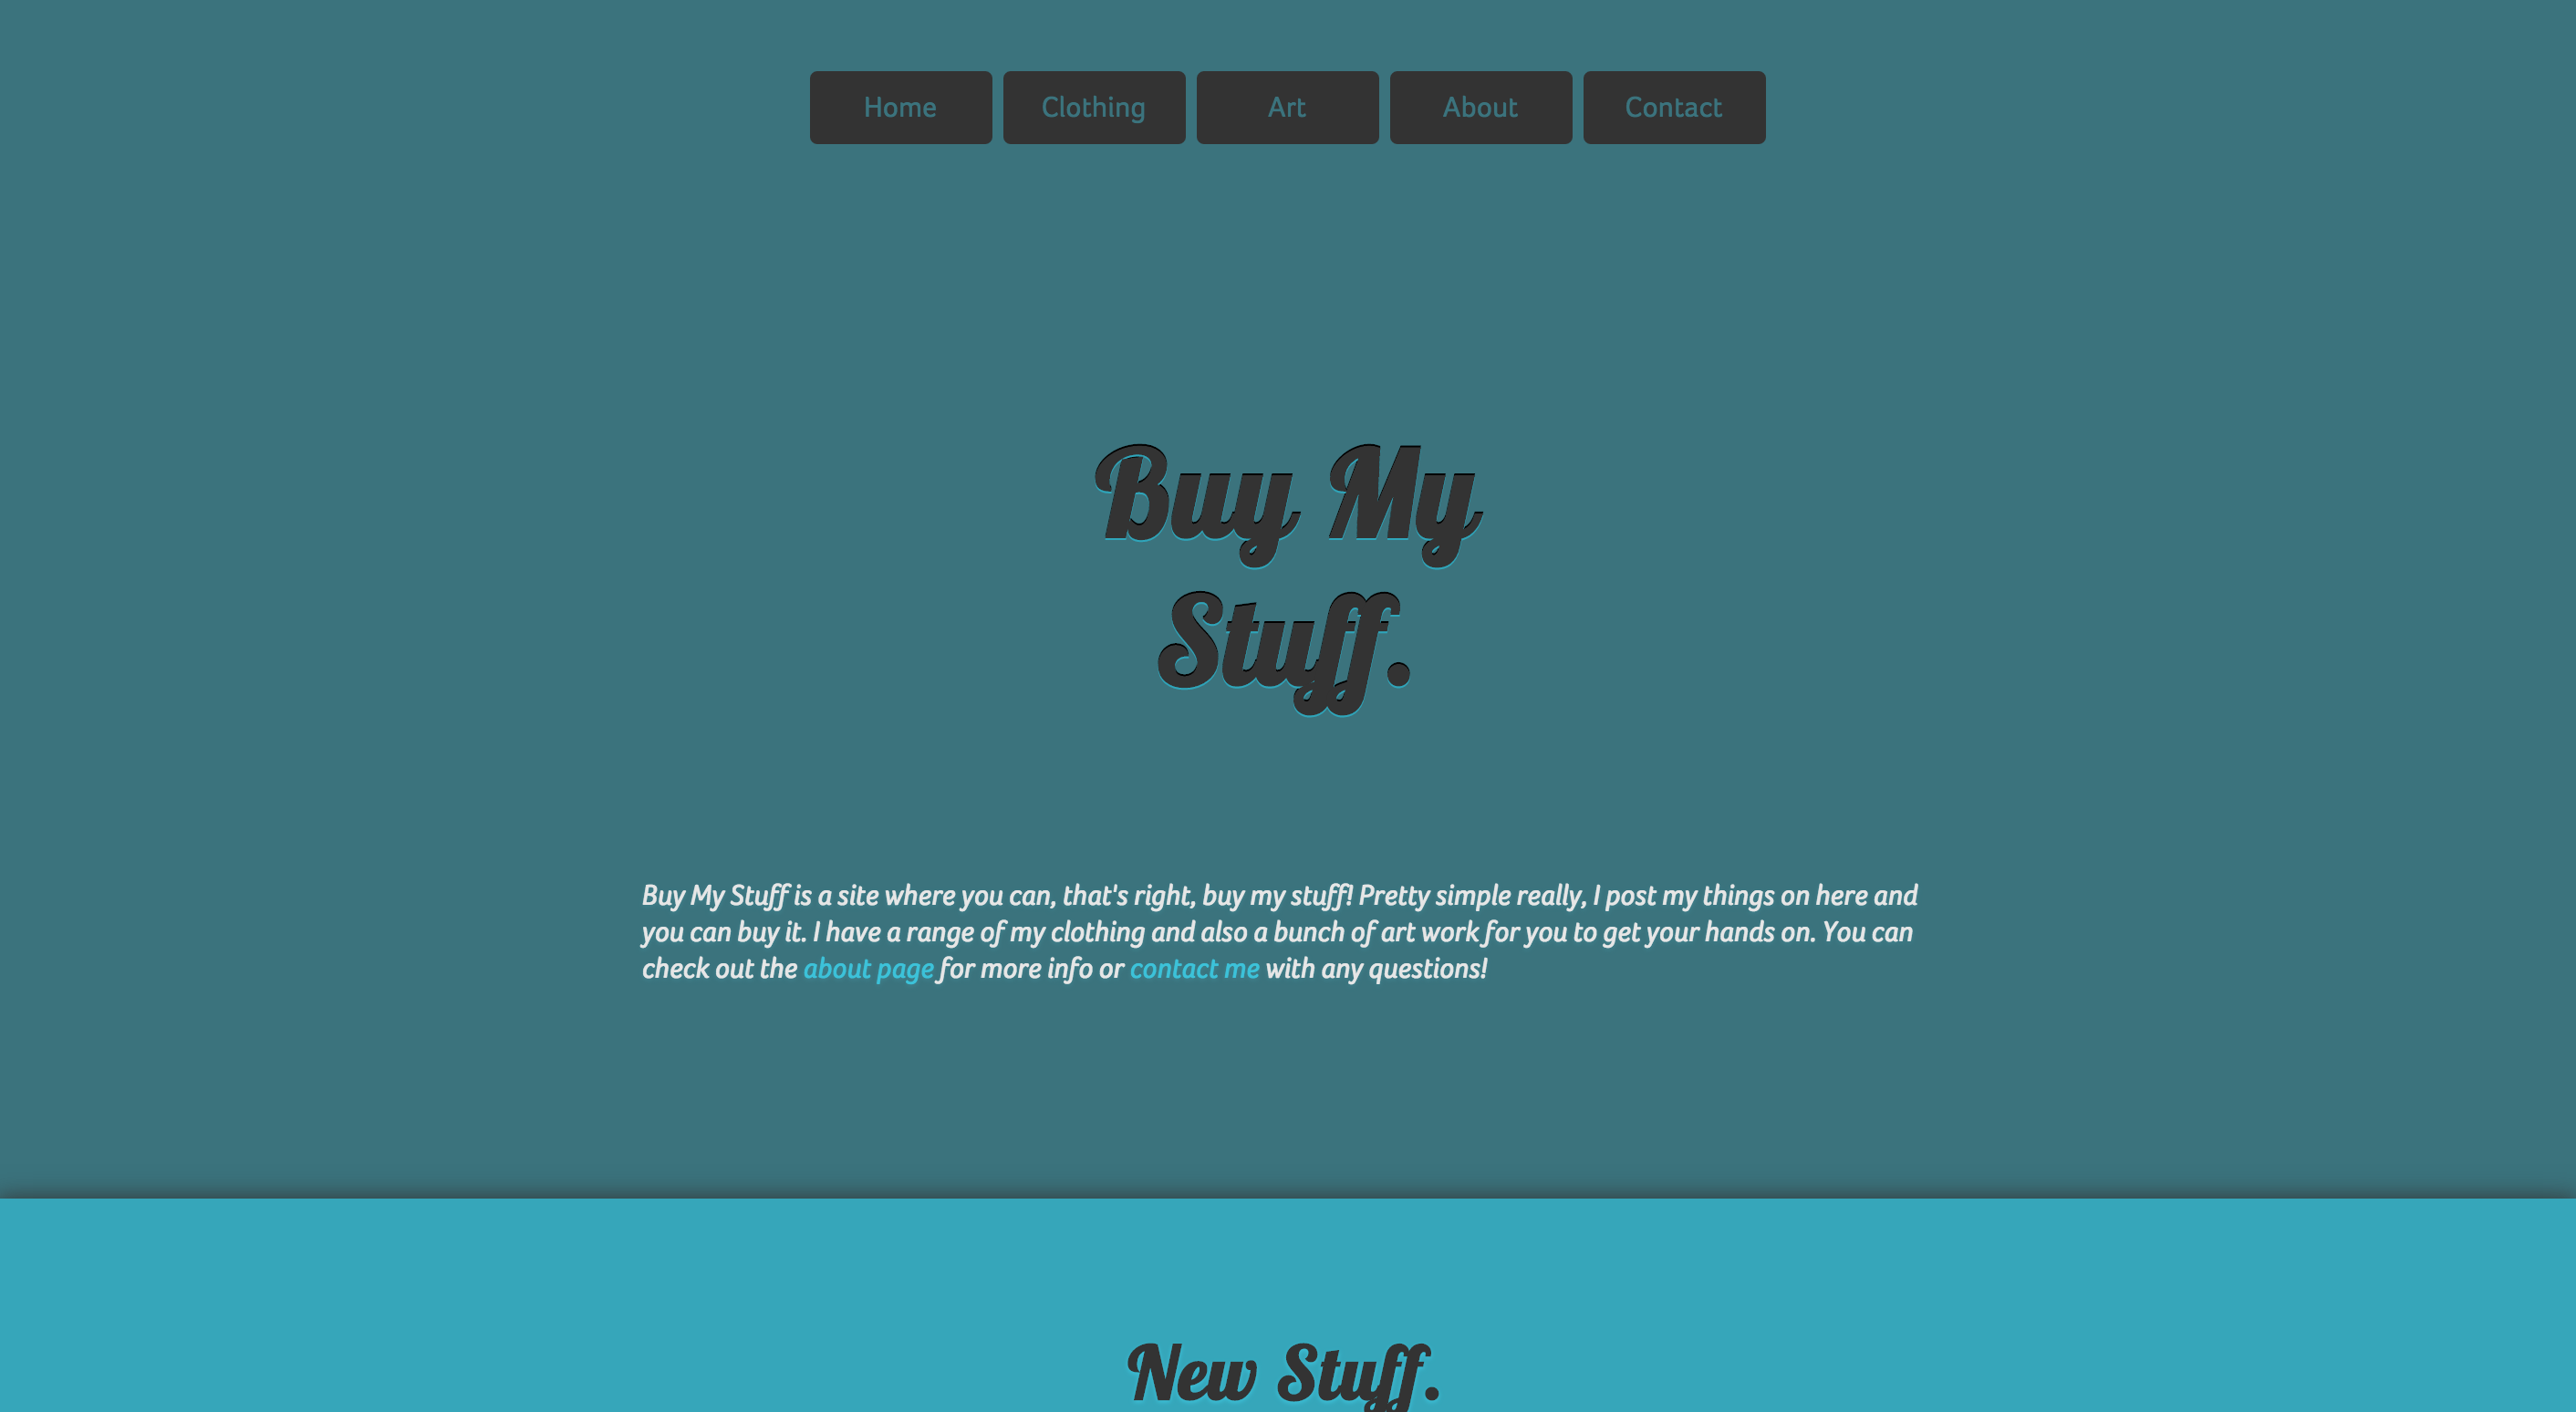 Home Clothing Art About Contact
Buy My
Stuff.
Buy My Stuff is a site where you can, that's right, buy my stuff! Pretty simple really, I post my things on here and
you can buy it. I have a range of my clothing and also a bunch of art work for you to get your hands on. You can
check out the about page for more info or contact me with any questions!
New Stuff.